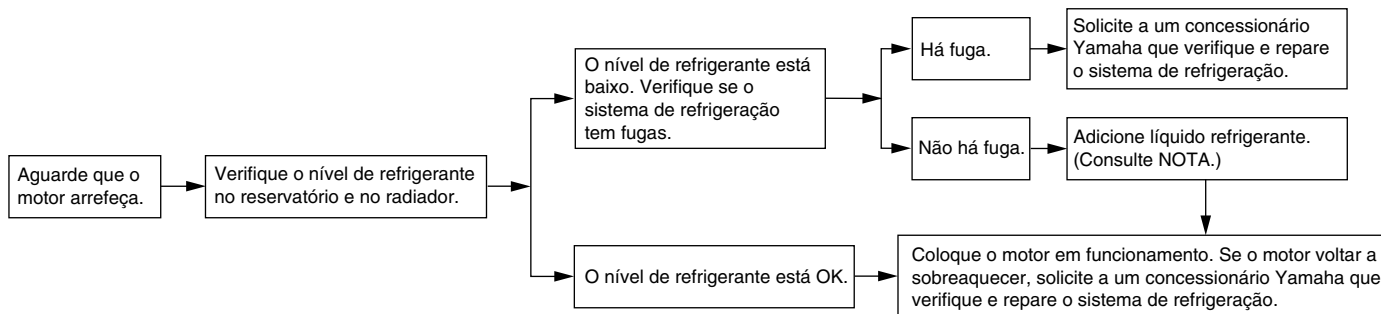 Aguarde que o
motor arrefeça.
Verifique o nível de refrigerante
no reservatório e no radiador.
O nível de refrigerante está
baixo. Verifique se o
sistema de refrigeração
tem fugas.
Há fuga.
Solicite a um concessionário
Yamaha que verifique e repare
o sistema de refrigeração.
Não há fuga.
Adicione líquido refrigerante.
(Consulte NOTA.)
O nível de refrigerante está OK.
Coloque o motor em funcionamento. Se o motor voltar a
sobreaquecer, solicite a um concessionário Yamaha que
verifique e repare o sistema de refrigeração.